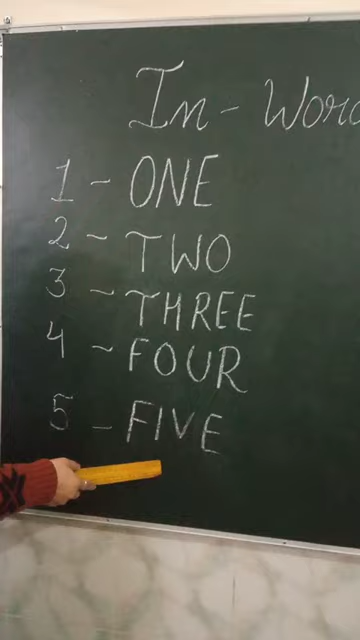 In - Word
1 - ONE
2 - TWO
3 - THREE
4 - FOUR
5 - FIVE